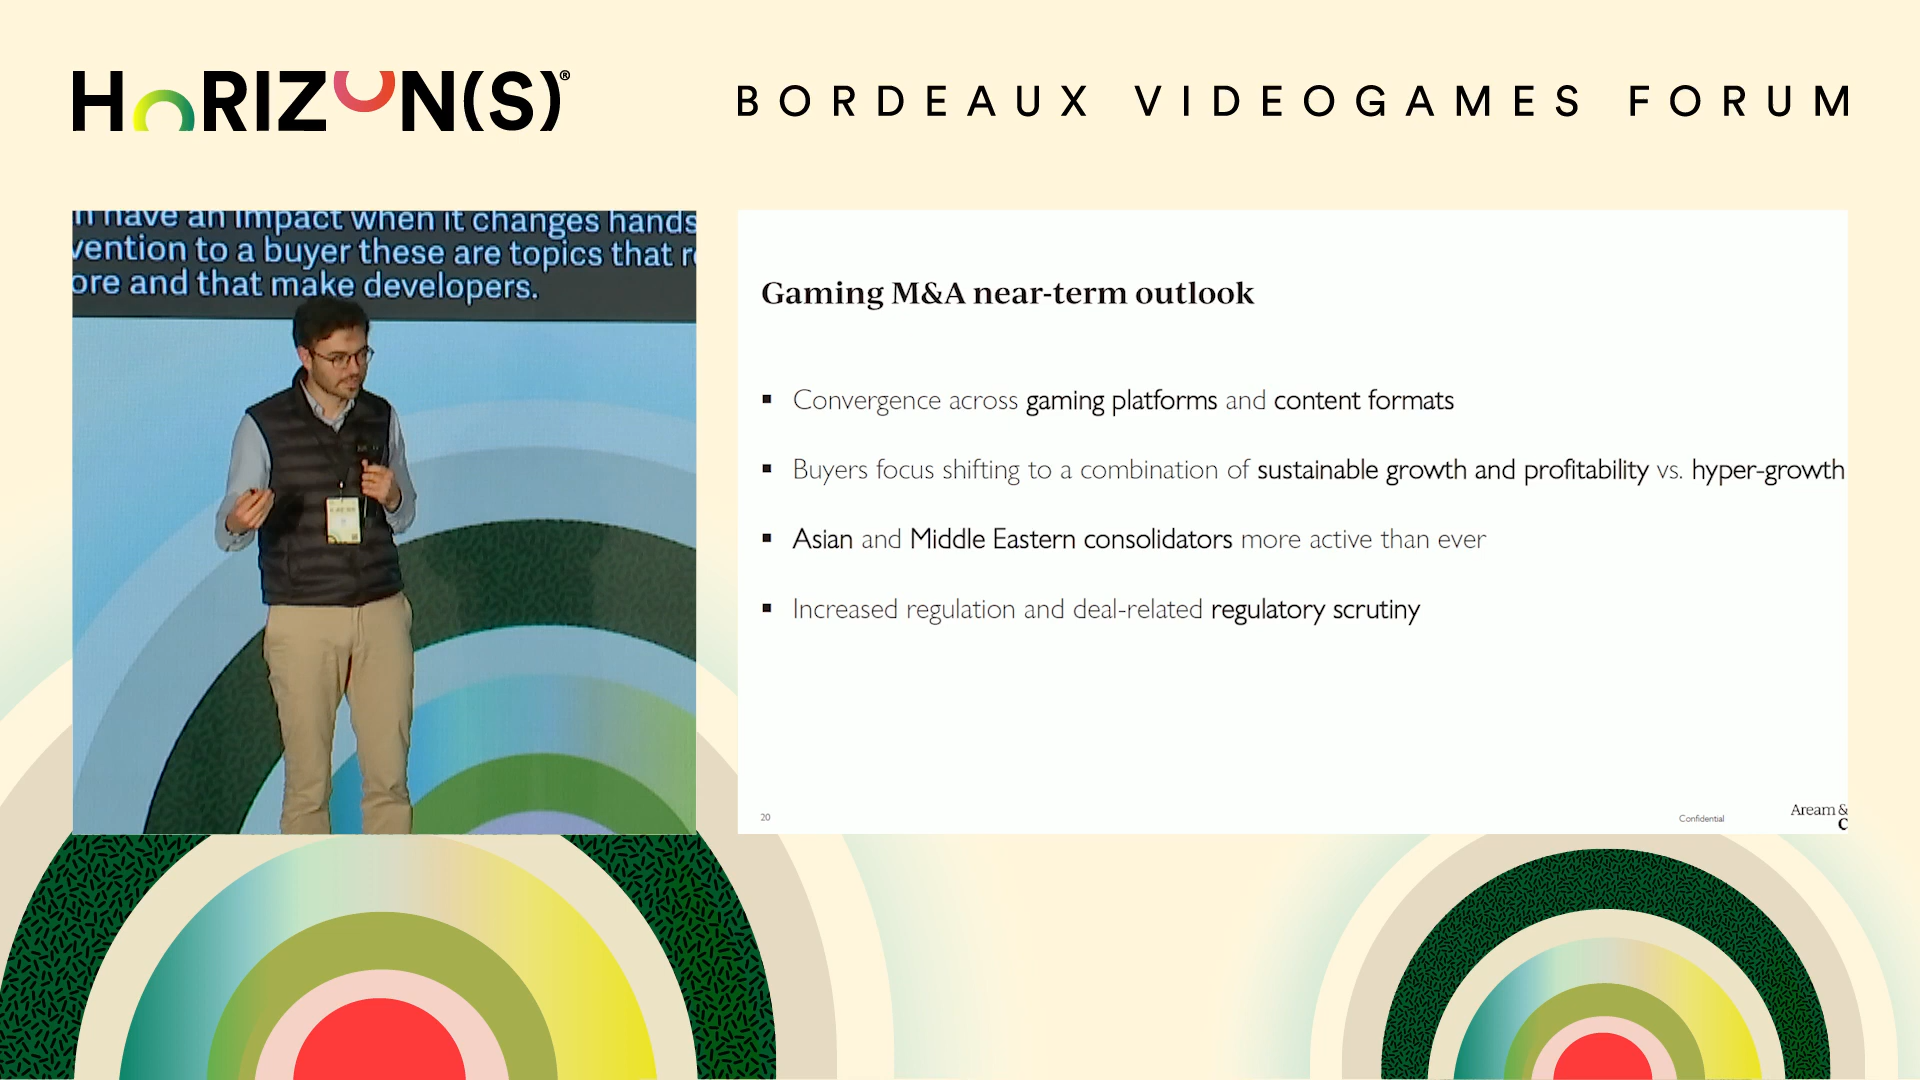 HORIZON(S)®
BORDEAUX VIDEOGAMES FORUM
have an impact when it changes hands
vention to a buyer these are topics that
ore and that make developers.
Gaming M&A near-term outlook
▪ Convergence across gaming platforms and content formats
▪ Buyers focus shifting to a combination of sustainable growth and profitability vs. hyper-growth
▪ Asian and Middle Eastern consolidators more active than ever
▪ Increased regulation and deal-related regulatory scrutiny
20
Confidential
Aream &
C